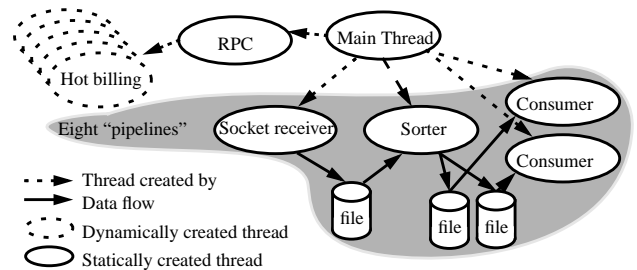 RPC
Main Thread
Hot billing
Consumer
Eight “pipelines”
Socket receiver
Sorter
Consumer
Thread created by
Data flow
file
file
file
Dynamically created thread
Statically created thread